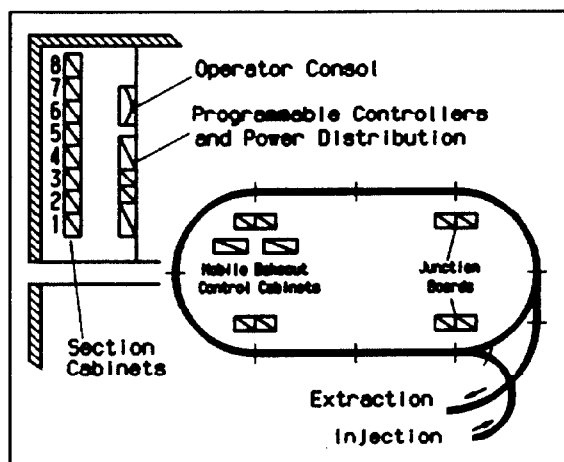 8
7
6
5
4
3
2
1
Operator Consol
Programmable Controllers
and Power Distribution
Mobile Bakeout
Control Cabinets
Junction
Boards
Section
Cabinets
Extraction
Injection